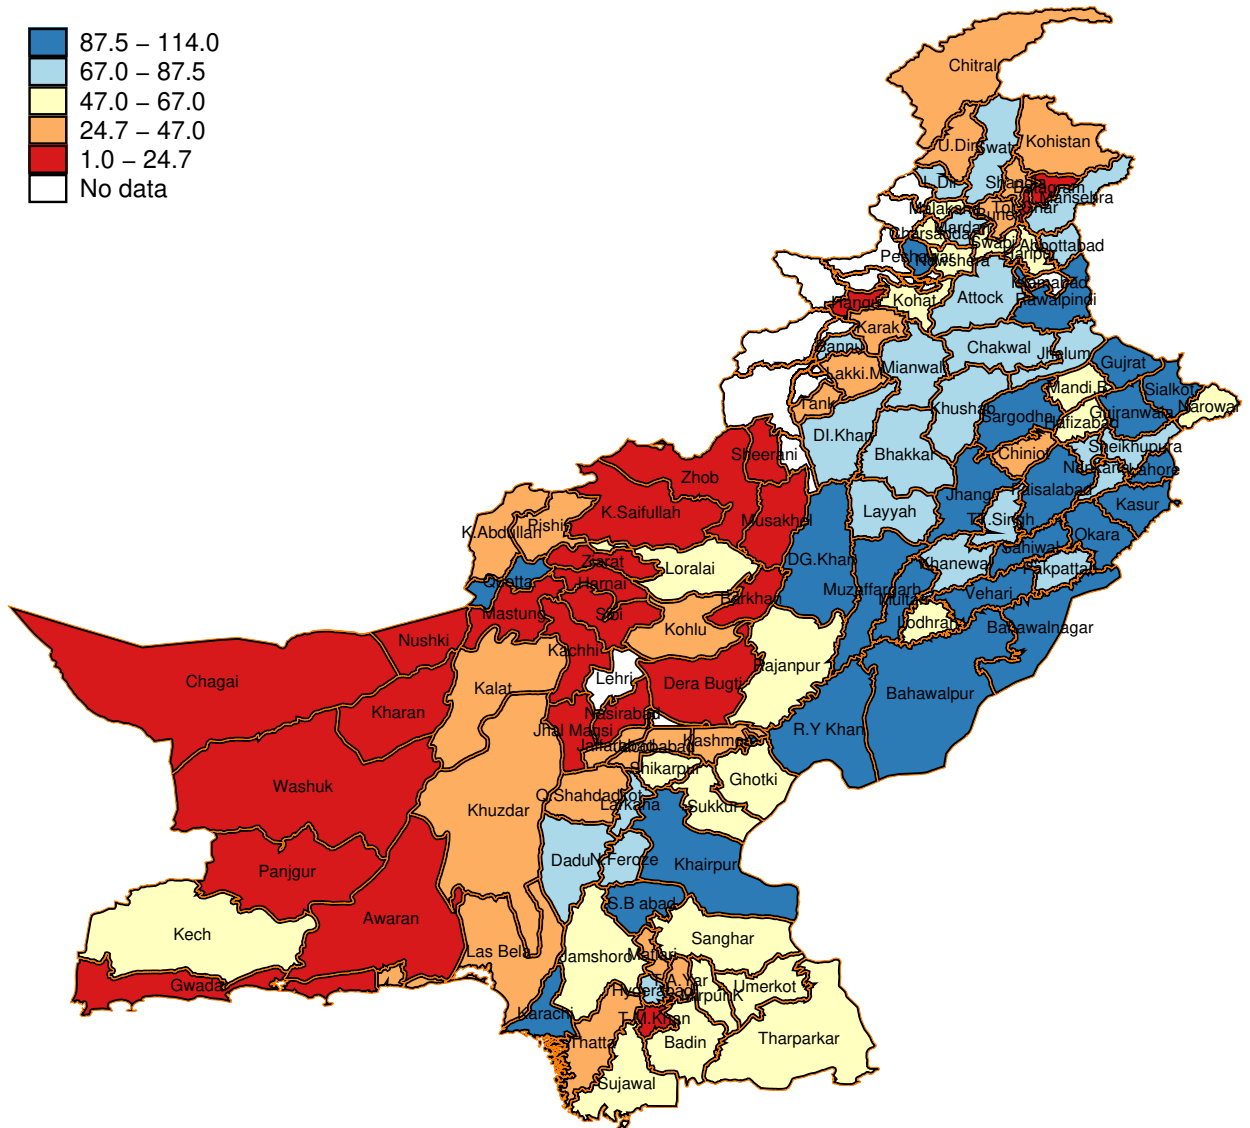 87.5 – 114.0
67.0 – 87.5
47.0 – 67.0
24.7 – 47.0
1.0 – 24.7
No data
Chitral
U.Dir
Swat
Kohistan
L.Dir
Shangla
Batagram
Mansehra
Malakand
Buner
Tor Ghar
Charsadda
Mardan
Swabi
Abbottabad
Haripur
Peshawar
Nowshera
Islamabad
Rawalpindi
Hangu
Kohat
Attock
Karak
Bannu
Chakwal
Jhelum
Gujrat
Lakki.M
Mianwali
Mandi.B
Sialkot
Tank
Khushab
Sargodha
Gujranwala
Narowal
Hafizabad
DI.Khan
Bhakkar
Chiniot
Sheikhupura
Sheerani
Nankana
Lahore
Zhob
Jhang
Faisalabad
Kasur
K.Saifullah
Musakhel
Layyah
T.T.Singh
Pishin
K.Abdullah
Okara
Sahiwal
Ziarat
Loralai
DG.Khan
Khanewal
Pakpattan
Quetta
Harnai
Barkhan
Muzaffargarh
Multan
Vehari
Mastung
Sibi
Kohlu
Lodhran
Bahawalnagar
Nushki
Kachhi
Rajanpur
Chagai
Kalat
Lehri
Dera Bugti
Bahawalpur
Kharan
Nasirabad
Jhal Magsi
R.Y Khan
Kashmore
Shikarpur
Ghotki
Washuk
Q.Shahdadkot
Larkana
Sukkur
Khuzdar
Dadu
N.Feroze
Khairpur
Panjgur
S.B abad
Awaran
Kech
Las Bela
Jamshoro
Matiari
Sanghar
Gwadar
T.A.Yar
Hyderabad
Mirpur.K
Umerkot
Karachi
T.M.Khan
Thatta
Badin
Tharparkar
Sujawal